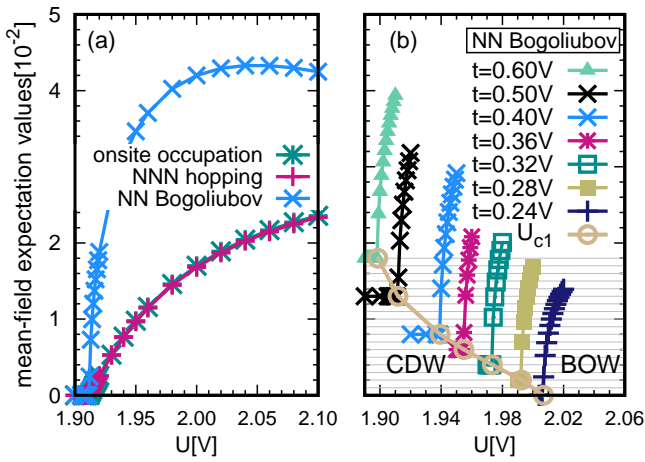 mean-field expectation values[10⁻²]
5
4
2
1
0
(a)
onsite occupation
NNN hopping
NN Bogoliubov
1.90 1.95 2.00 2.05 2.10
U[V]
(b)
NN Bogoliubov
t=0.60V
t=0.50V
t=0.40V
t=0.36V
t=0.32V
t=0.28V
t=0.24V
U_c1
CDW BOW
1.90 1.94 1.98 2.02 2.06
U[V]